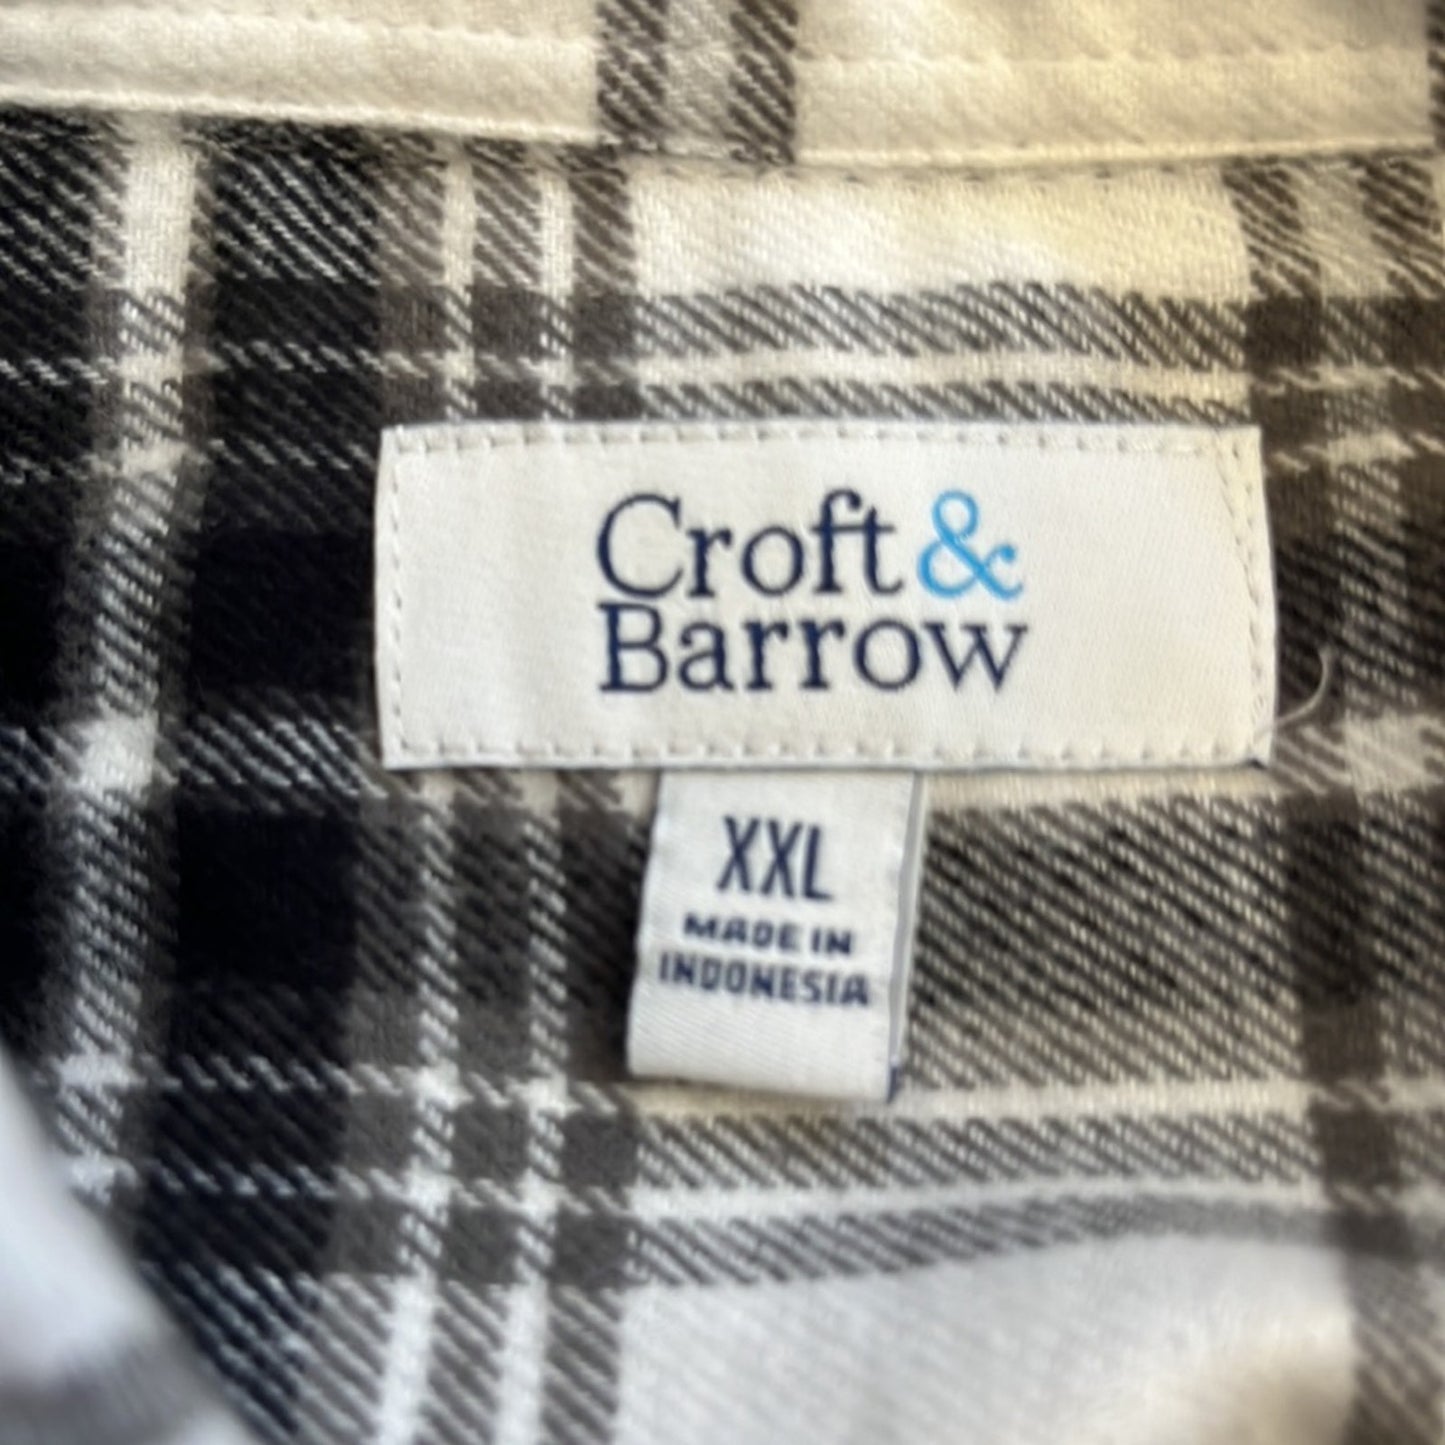 Croft &
Barrow
XXL
MADE IN
INDONESIA